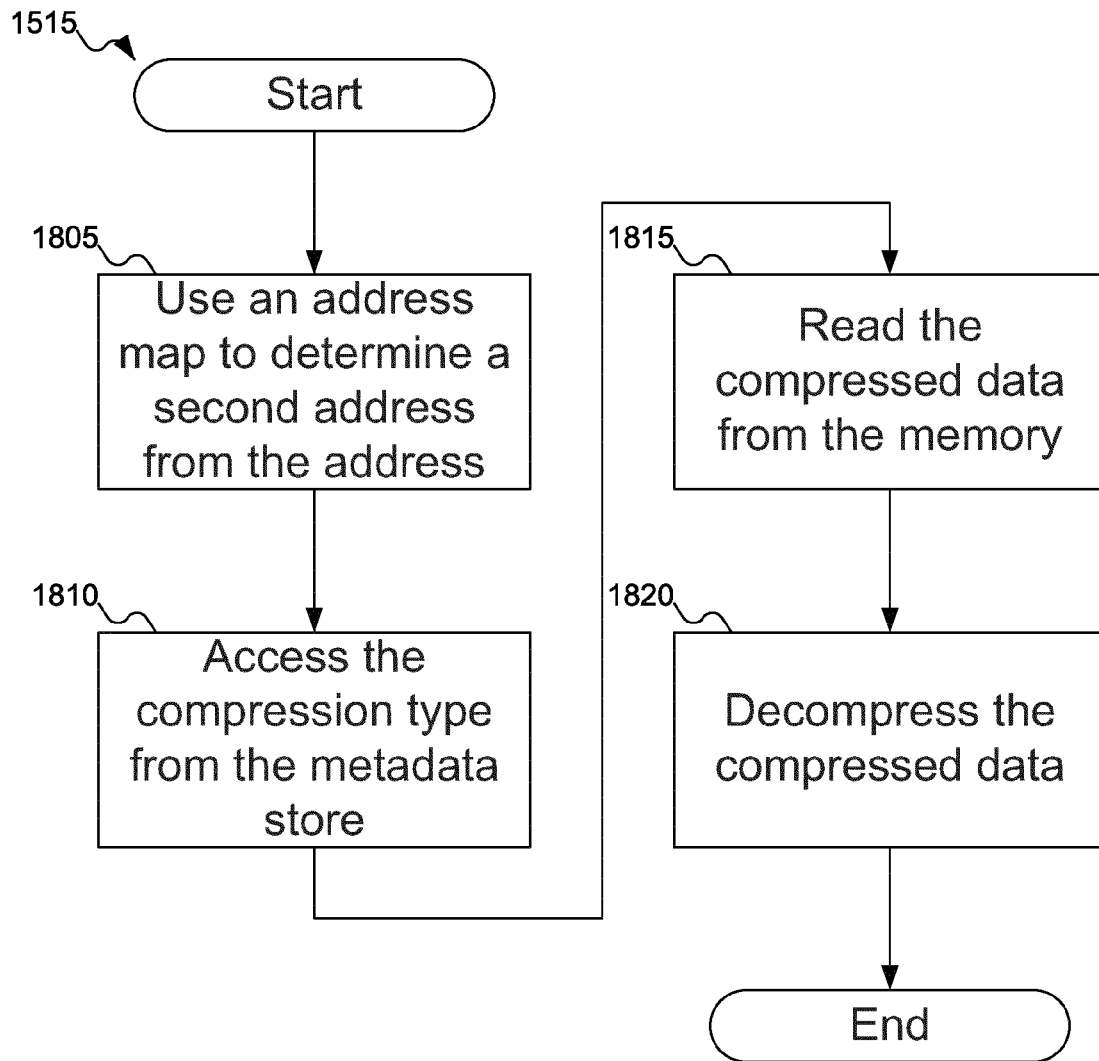 1515
Start
1805
Use an address
map to determine a
second address
from the address
1810
Access the
compression type
from the metadata
store
1815
Read the
compressed data
from the memory
1820
Decompress the
compressed data
End